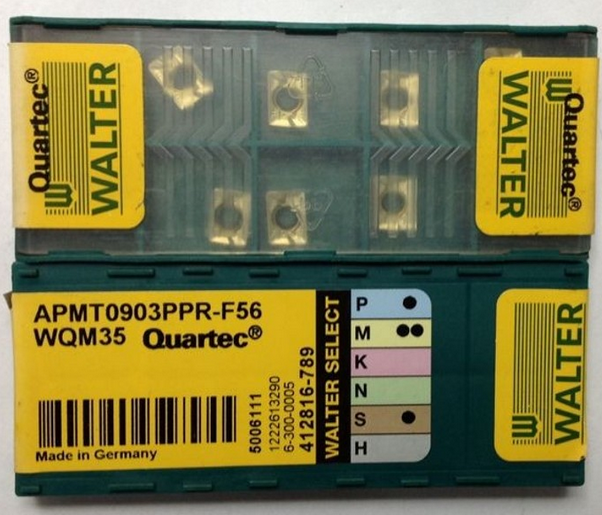 Quartec®
WALTER
Quartec®
WALTER
APMT0903PPR-F56
WQM35 Quartec®
Made in Germany
5006111
1222613290
6-300-0005
412816-789
WALTER SELECT
P
M
K
N
S
H
WALTER